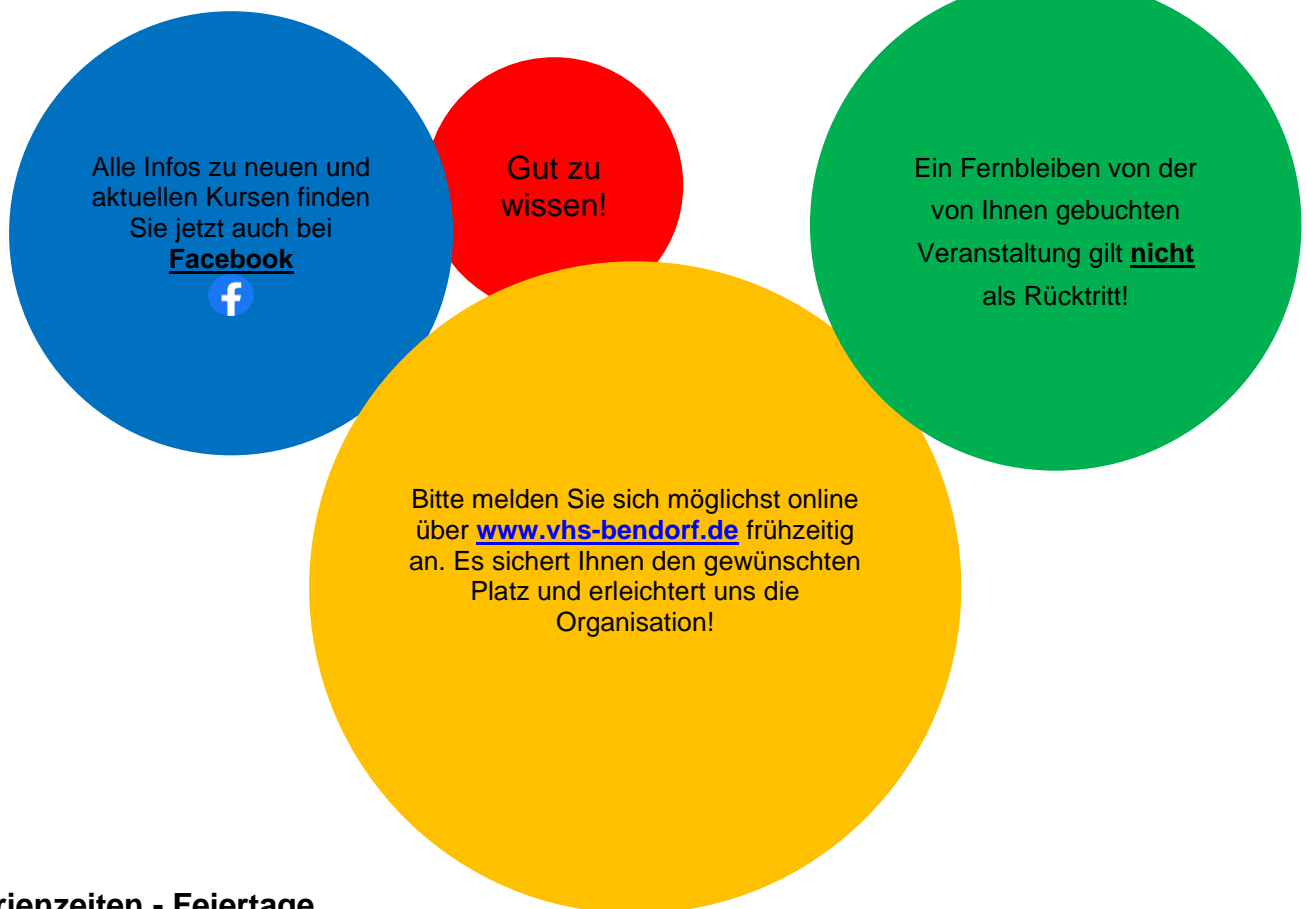 Alle Infos zu neuen und
aktuellen Kursen finden
Sie jetzt auch bei
Facebook
Gut zu
wissen!
Ein Fernbleiben von der
von Ihnen gebuchten
Veranstaltung gilt nicht
als Rücktritt!
Bitte melden Sie sich möglichst online
über www.vhs-bendorf.de frühzeitig
an. Es sichert Ihnen den gewünschten
Platz und erleichtert uns die
Organisation!
rienzeiten - Feiertage